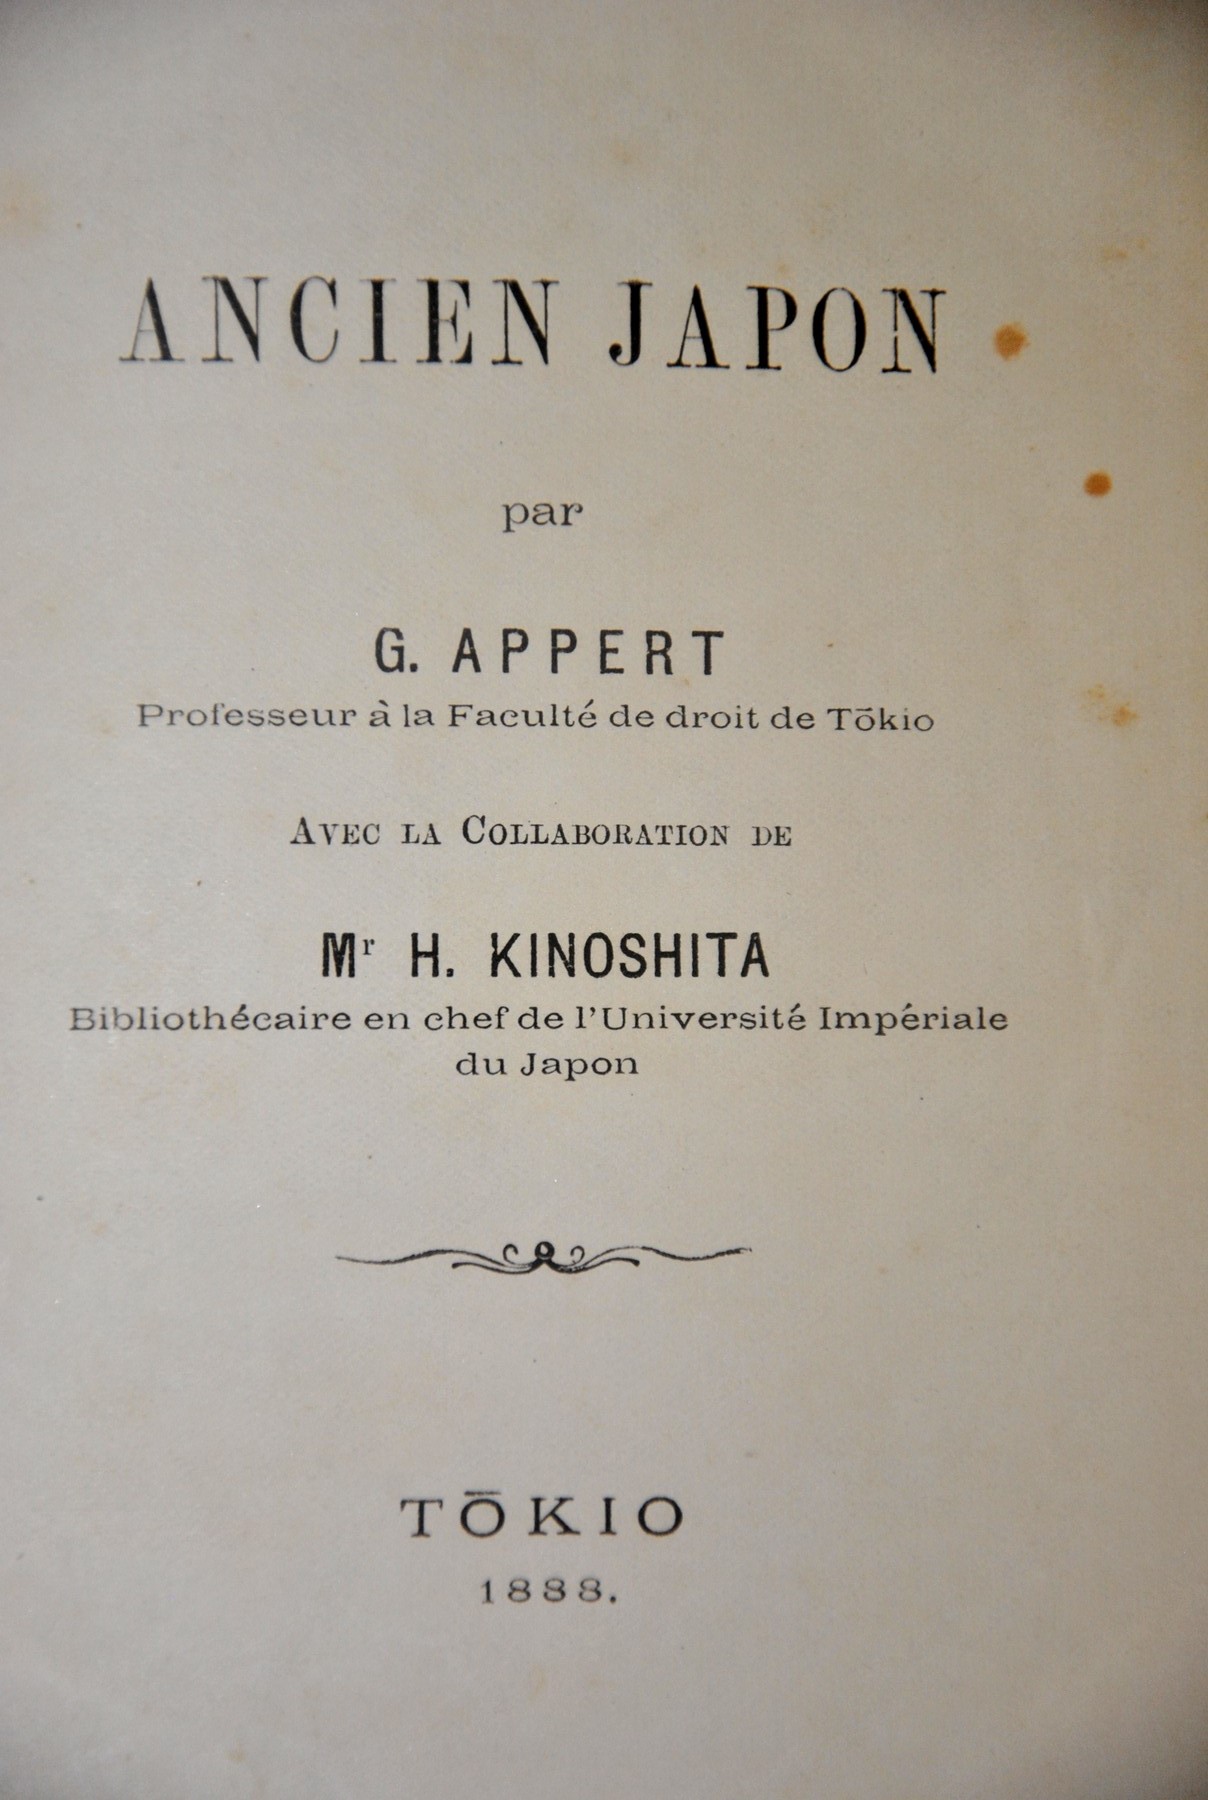 ANCIEN JAPON
par
G. APPERT
Professeur à la Faculté de droit de Tōkio
AVEC LA COLLABORATION DE
Mr H. KINOSHITA
Bibliothécaire en chef de l'Université Impériale
du Japon
TŌKIO
1888.